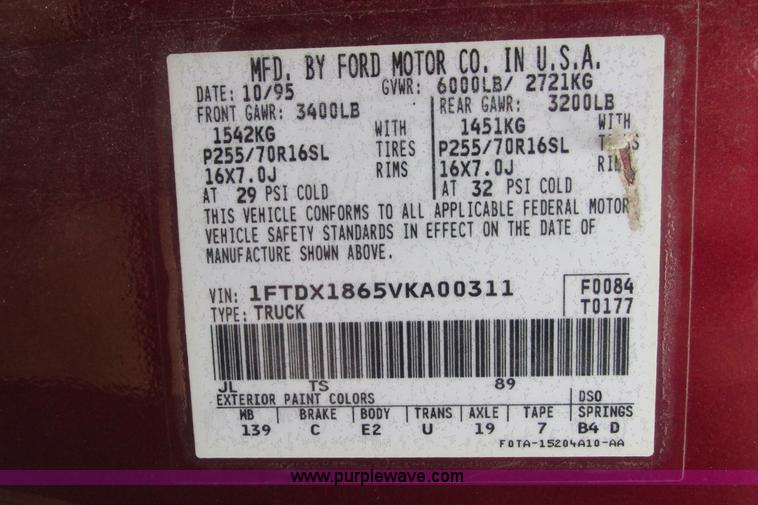 MFD. BY FORD MOTOR CO. IN U.S.A.
DATE: 10/95 GVWR: 6000LB/ 2721KG
FRONT GAWR: 3400LB REAR GAWR: 3200LB
1542KG WITH 1451KG WITH
P255/70R16SL TIRES P255/70R16SL
16X7.0J RIMS 16X7.0J
AT 29 PSI COLD AT 32 PSI COLD
THIS VEHICLE CONFORMS TO ALL APPLICABLE FEDERAL MOTOR
VEHICLE SAFETY STANDARDS IN EFFECT ON THE DATE OF
MANUFACTURE SHOWN ABOVE.
VIN: 1FTDX1865VKA00311 F0084
TYPE: TRUCK T0177
JL TS 89
EXTERIOR PAINT COLORS DSO
WB BRAKE BODY TRANS AXLE TAPE SPRINGS
139 C E2 U 19 7 B4 D
F0TA-15204A10-AA
www.purplewave.com